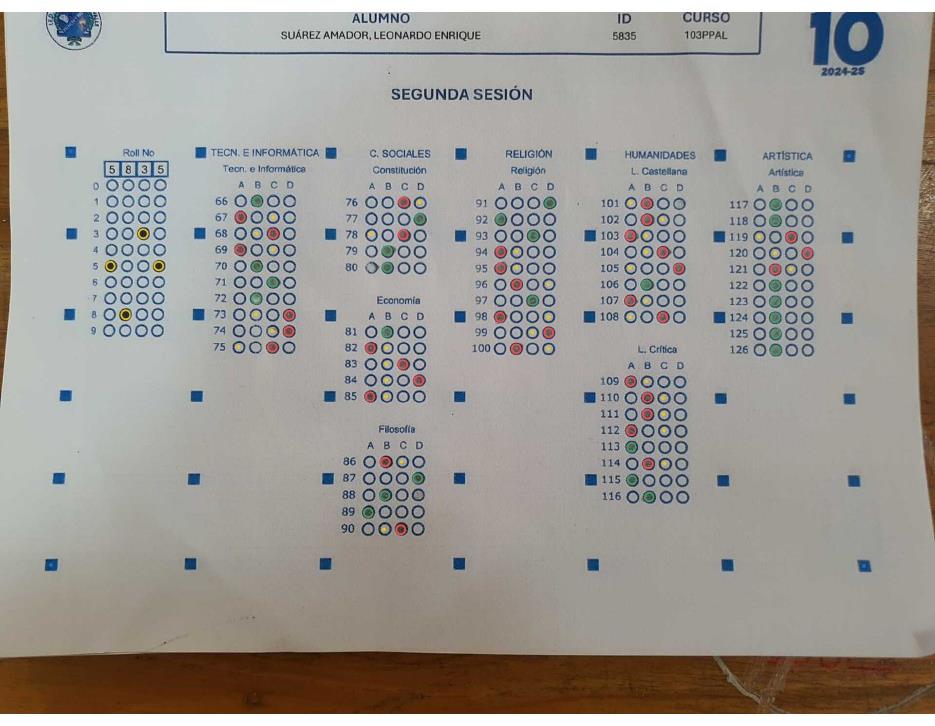 ALUMNO ID CURSO
SUÁREZ AMADOR, LEONARDO ENRIQUE 5835 103PPAL
10
2024-25
SEGUNDA SESIÓN
Roll No
5 8 3 5
0
1
2
3
4
5
6
7
8
9
TECN. E INFORMÁTICA
Tecn. e Informática
A B C D
66
67
68
69
70
71
72
73
74
75
C. SOCIALES
Constitución
A B C D
76
77
78
79
80
Economía
A B C D
81
82
83
84
85
Filosofía
A B C D
86
87
88
89
90
RELIGIÓN
Religión
A B C D
91
92
93
94
95
96
97
98
99
100
HUMANIDADES
L. Castellana
A B C D
101
102
103
104
105
106
107
108
L. Crítica
A B C D
109
110
111
112
113
114
115
116
ARTÍSTICA
Artística
A B C D
117
118
119
120
121
122
123
124
125
126